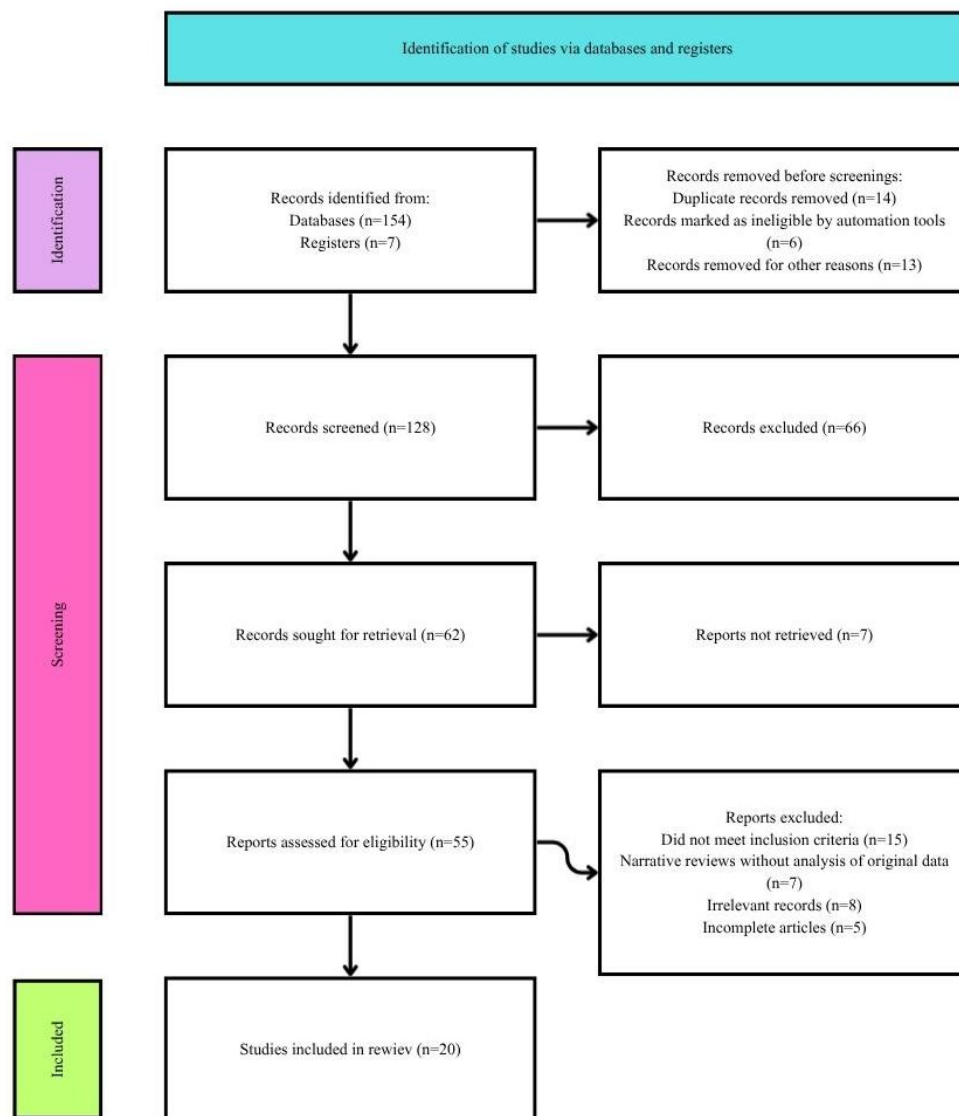 Identification of studies via databases and registers
Identification
Records identified from:
Databases (n=154)
Registers (n=7)
Records removed before screenings:
Duplicate records removed (n=14)
Records marked as ineligible by automation tools
(n=6)
Records removed for other reasons (n=13)
Screening
Records screened (n=128)
Records excluded (n=66)
Records sought for retrieval (n=62)
Reports not retrieved (n=7)
Reports assessed for eligibility (n=55)
Reports excluded:
Did not meet inclusion criteria (n=15)
Narrative reviews without analysis of original data
(n=7)
Irrelevant records (n=8)
Incomplete articles (n=5)
Included
Studies included in rewiev (n=20)